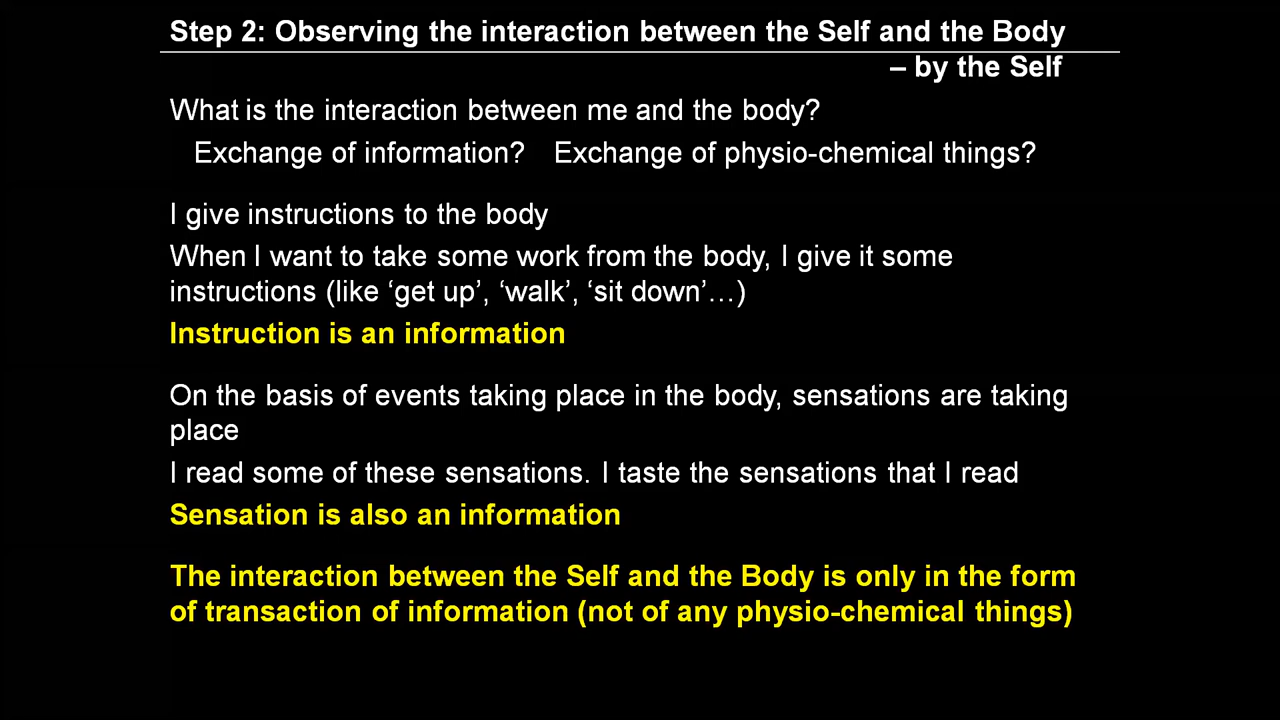 Step 2: Observing the interaction between the Self and the Body
– by the Self
What is the interaction between me and the body?
Exchange of information? Exchange of physio-chemical things?
I give instructions to the body
When I want to take some work from the body, I give it some
instructions (like ‘get up’, ‘walk’, ‘sit down’…)
Instruction is an information
On the basis of events taking place in the body, sensations are taking
place
I read some of these sensations. I taste the sensations that I read
Sensation is also an information
The interaction between the Self and the Body is only in the form
of transaction of information (not of any physio-chemical things)